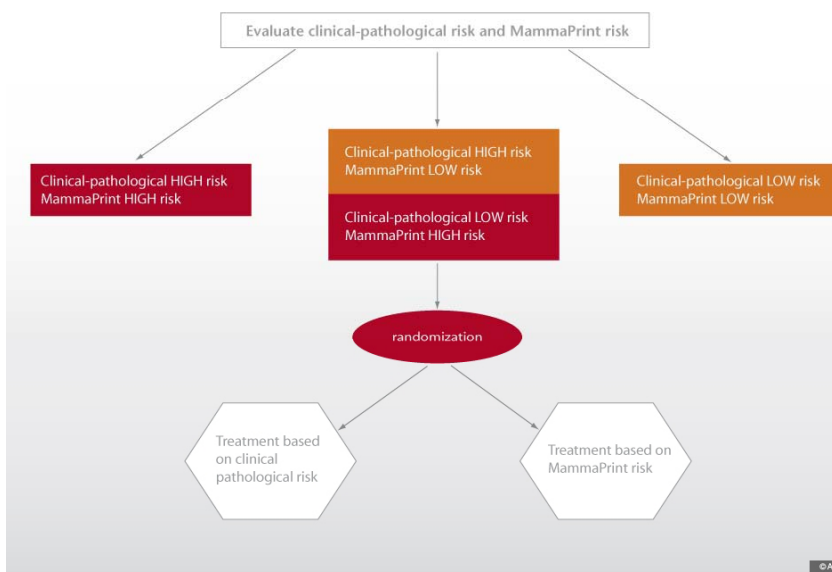 Evaluate clinical-pathological risk and MammaPrint risk
Clinical-pathological HIGH risk
MammaPrint HIGH risk
Clinical-pathological HIGH risk
MammaPrint LOW risk
Clinical-pathological LOW risk
MammaPrint HIGH risk
Clinical-pathological LOW risk
MammaPrint LOW risk
randomization
Treatment based
on clinical
pathological risk
Treatment based on
MammaPrint risk
©A